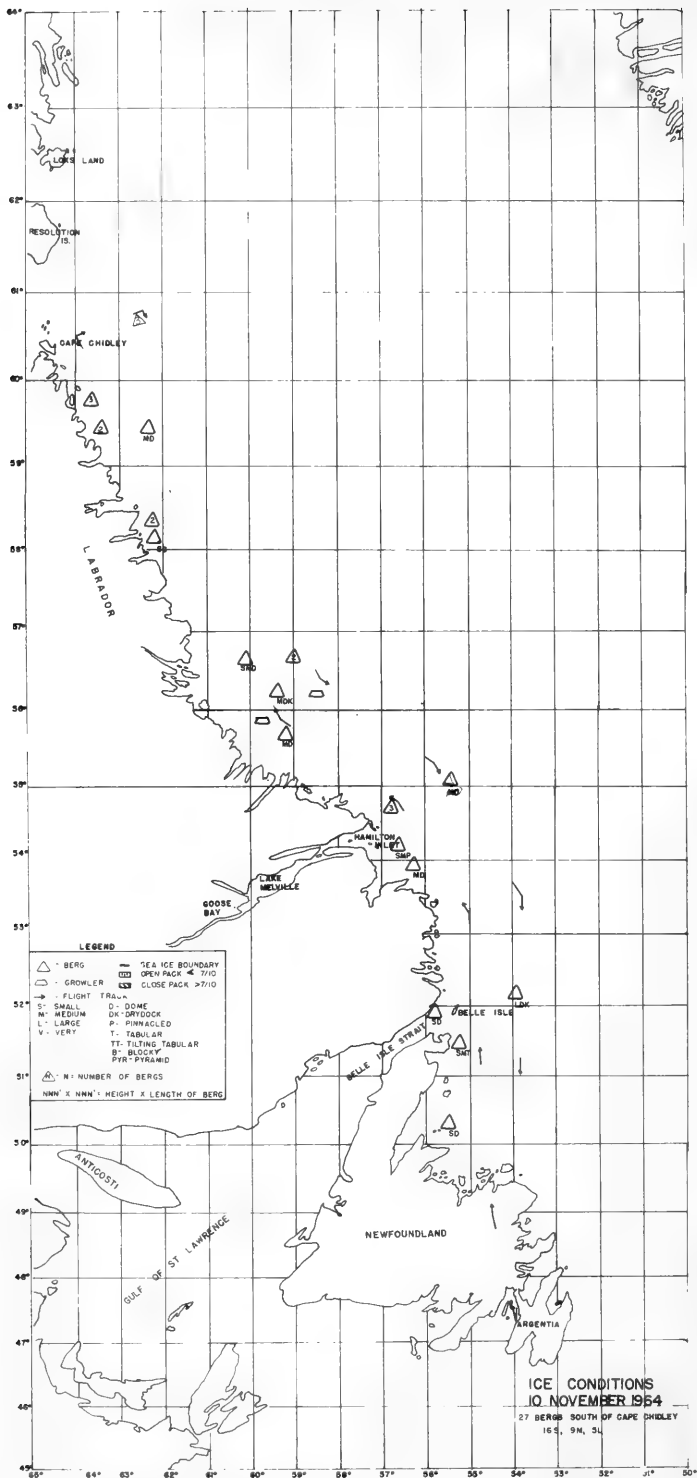 64°
63°
LOKS LAND
62°
RESOLUTION
IS.
61°
CAPE CHIDLEY
60°
3
2
MD
59°
2
58°
LABRADOR
57°
SMD
2
MDK
56°
MD
55°
MD
3
HAMILTON
INLET
54°
SMP
MD
LAKE
MELVILLE
GOOSE
BAY
53°
LEGEND
- BERG
- GROWLER
- FLIGHT TRACK
S- SMALL
M- MEDIUM
L- LARGE
V- VERY
SEA ICE BOUNDARY
OPEN PACK < 7/10
CLOSE PACK >7/10
D- DOME
DK-DRYDOCK
P- PINNACLED
T- TABULAR
TT- TILTING TABULAR
B- BLOCKY
PYR-PYRAMID
N - N= NUMBER OF BERGS
NNN' X NNN' = HEIGHT X LENGTH OF BERG
52°
LDK
SD
BELLE ISLE
BELLE ISLE STRAIT
SMT
51°
SD
50°
ANTICOSTI
49°
GULF OF ST LAWRENCE
NEWFOUNDLAND
48°
47°
ARGENTIA
46°
ICE CONDITIONS
10 NOVEMBER 1964
27 BERGS SOUTH OF CAPE CHIDLEY
16S, 9M,
45°
65° 64° 63° 62° 61° 60° 59° 58° 57° 56° 55° 54° 53° 52° 51° 50°